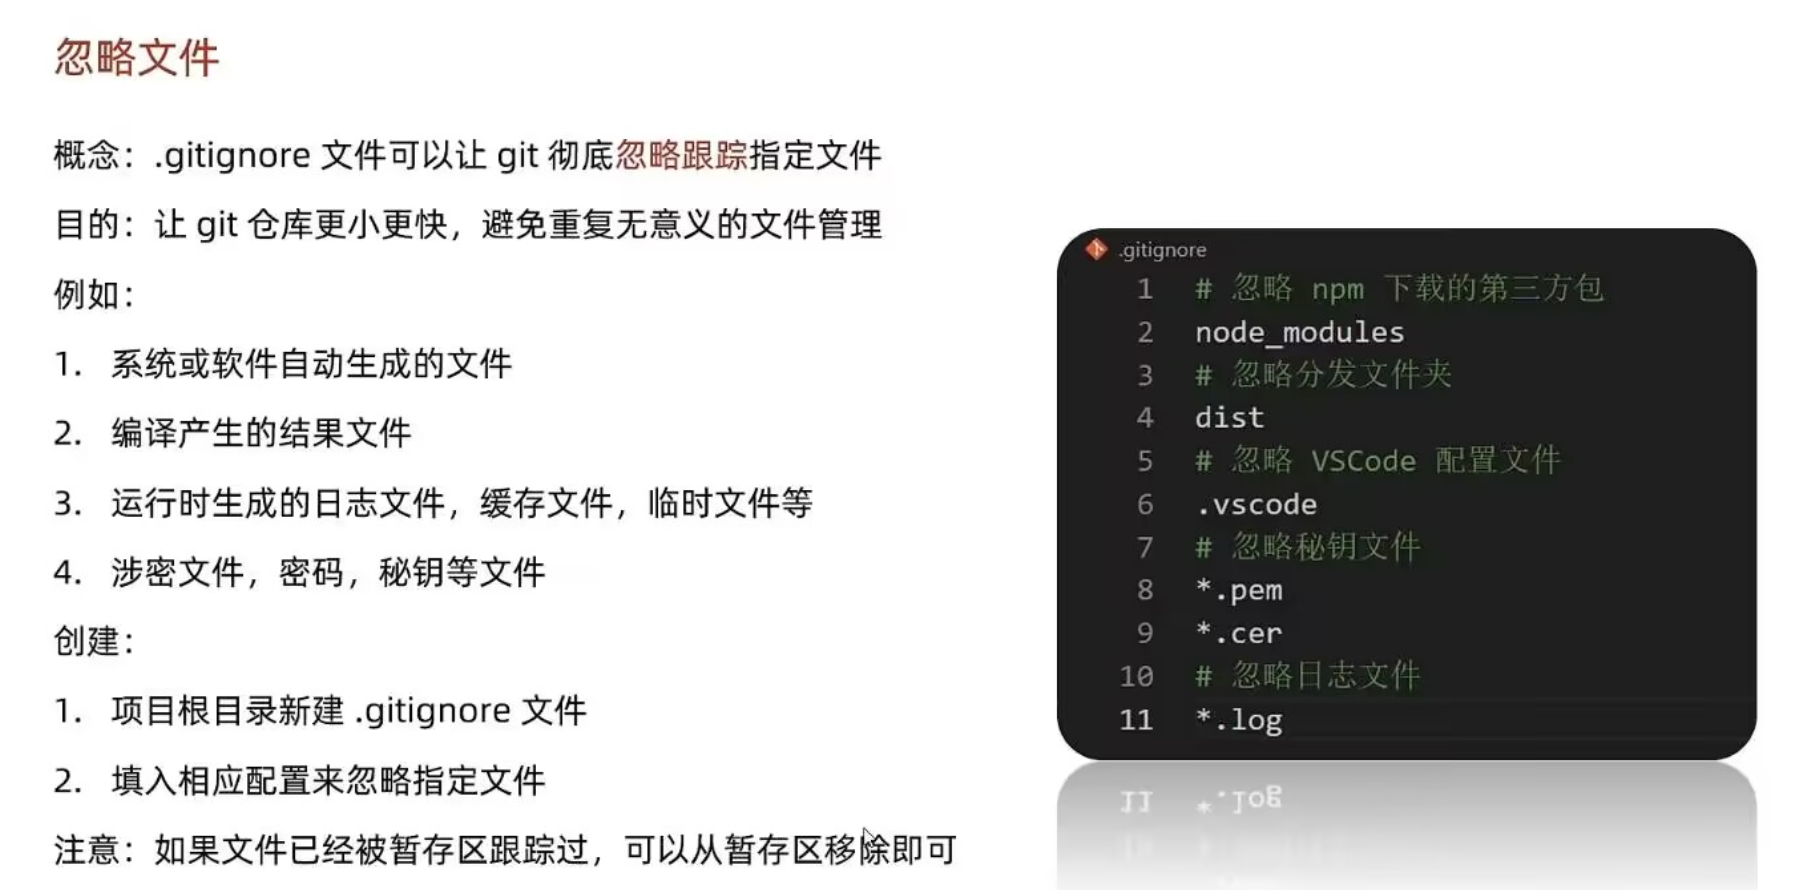 忽略文件
概念：.gitignore 文件可以让 git 彻底忽略跟踪指定文件
目的：让 git 仓库更小更快，避免重复无意义的文件管理
例如：
1. 系统或软件自动生成的文件
2. 编译产生的结果文件
3. 运行时生成的日志文件，缓存文件，临时文件等
4. 涉密文件，密码，秘钥等文件
创建：
1. 项目根目录新建 .gitignore 文件
2. 填入相应配置来忽略指定文件
注意：如果文件已经被暂存区跟踪过，可以从暂存区移除即可
.gitignore
1 # 忽略 npm 下载的第三方包
2 node_modules
3 # 忽略分发文件夹
4 dist
5 # 忽略 VSCode 配置文件
6 .vscode
7 # 忽略秘钥文件
8 *.pem
9 *.cer
10 # 忽略日志文件
11 *.log